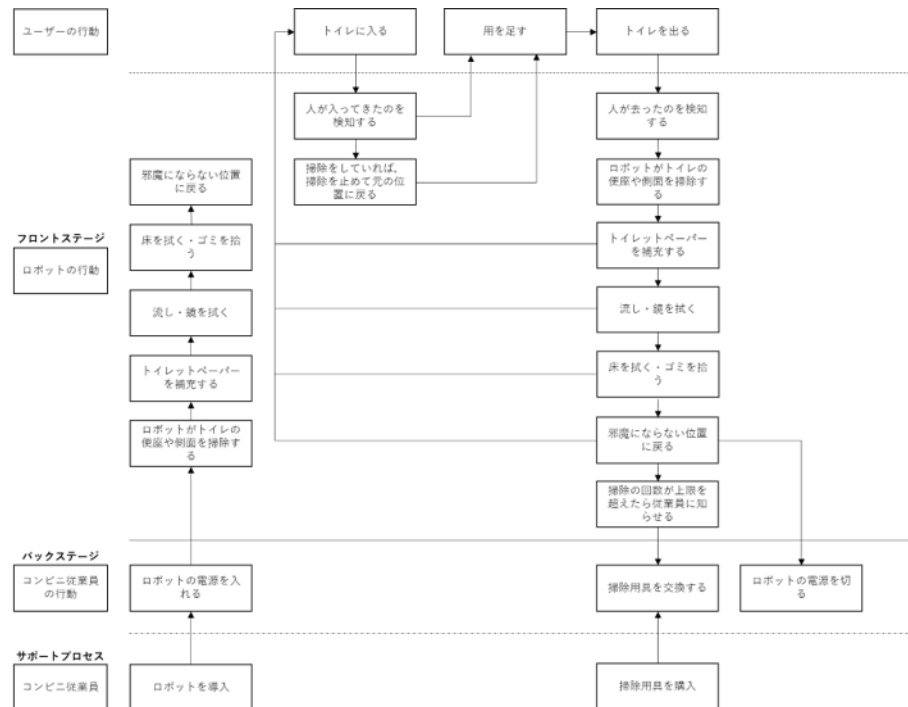 ユーザーの行動
トイレに入る
用を足す
トイレを出る
人が入ってきたのを
検知する
人が去ったのを検知
する
邪魔にならない位置
に戻る
掃除をしていれば,
掃除を止めて元の位
置に戻る
ロボットがトイレの
便座や側面を掃除す
る
フロントステージ
ロボットの行動
床を拭く・ゴミを拾
う
トイレットペーパー
を補充する
流し・鏡を拭く
流し・鏡を拭く
トイレットペーパー
を補充する
床を拭く・ゴミを拾
う
ロボットがトイレの
便座や側面を掃除す
る
邪魔にならない位置
に戻る
掃除の回数が上限を
超えたら従業員に知
らせる
バックステージ
コンビニ従業員
の行動
ロボットの電源を入
れる
掃除用具を交換する
ロボットの電源を切
る
サポートプロセス
コンビニ従業員
ロボットを導入
掃除用具を購入